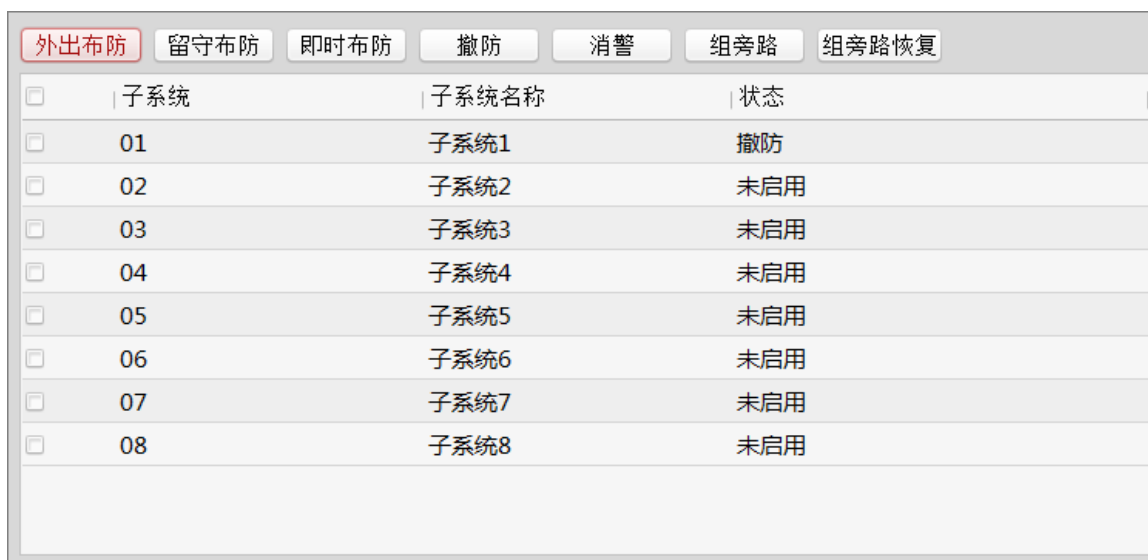 外出布防 留守布防 即时布防 撤防 消警 组旁路 组旁路恢复
子系统 子系统名称 状态
01 子系统1 撤防
02 子系统2 未启用
03 子系统3 未启用
04 子系统4 未启用
05 子系统5 未启用
06 子系统6 未启用
07 子系统7 未启用
08 子系统8 未启用